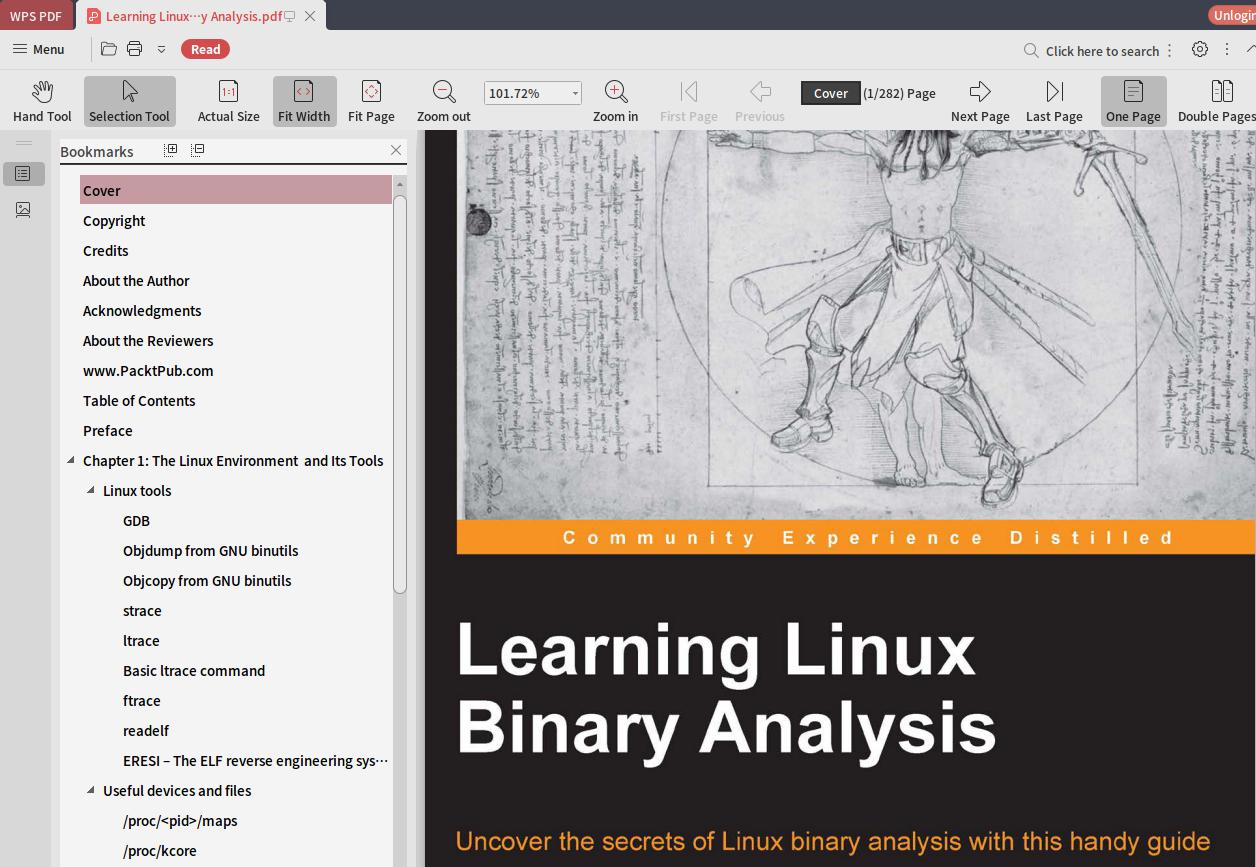 WPS PDF
Learning Linux···y Analysis.pdf
Unlogin
Menu
Read
Click here to search
Hand Tool
Selection Tool
1:1
Actual Size
Fit Width
Fit Page
Zoom out
101.72%
Zoom in
First Page
Previous
Cover (1/282) Page
Next Page
Last Page
One Page
Double Pages
Bookmarks
Cover
Copyright
Credits
About the Author
Acknowledgments
About the Reviewers
www.PacktPub.com
Table of Contents
Preface
Chapter 1: The Linux Environment and Its Tools
Linux tools
GDB
Objdump from GNU binutils
Objcopy from GNU binutils
strace
ltrace
Basic ltrace command
ftrace
readelf
ERESI – The ELF reverse engineering sys···
Useful devices and files
/proc/<pid>/maps
/proc/kcore
Community Experience Distilled
Learning Linux
Binary Analysis
Uncover the secrets of Linux binary analysis with this handy guide